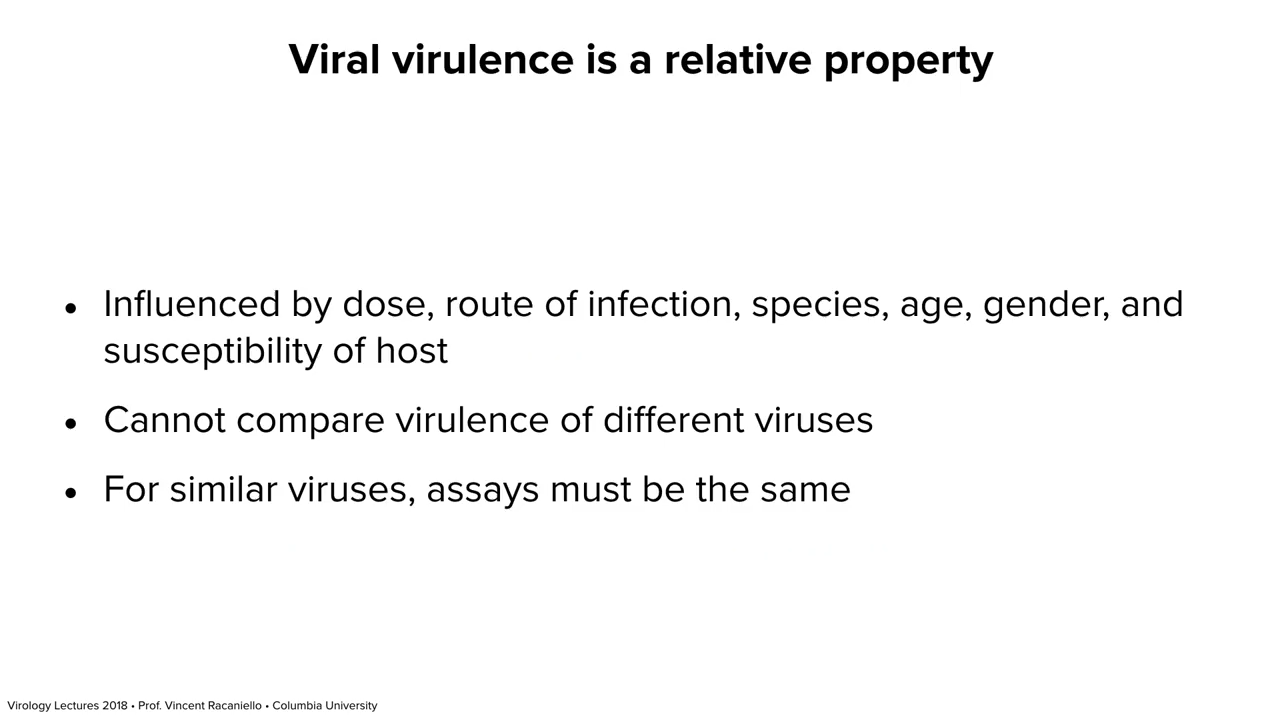 Viral virulence is a relative property
• Influenced by dose, route of infection, species, age, gender, and
susceptibility of host
• Cannot compare virulence of different viruses
• For similar viruses, assays must be the same
Virology Lectures 2018 • Prof. Vincent Racaniello • Columbia University